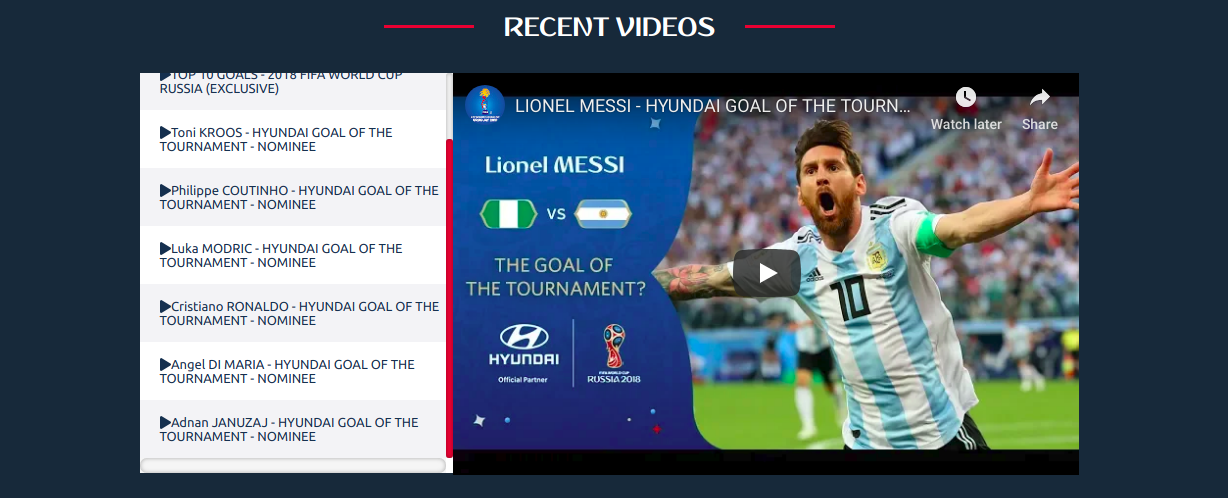 RECENT VIDEOS
TOP 10 GOALS - 2018 FIFA WORLD CUP
RUSSIA (EXCLUSIVE)
Toni KROOS - HYUNDAI GOAL OF THE
TOURNAMENT - NOMINEE
Philippe COUTINHO - HYUNDAI GOAL OF THE
TOURNAMENT - NOMINEE
Luka MODRIC - HYUNDAI GOAL OF THE
TOURNAMENT - NOMINEE
Cristiano RONALDO - HYUNDAI GOAL OF THE
TOURNAMENT - NOMINEE
Angel DI MARIA - HYUNDAI GOAL OF THE
TOURNAMENT - NOMINEE
Adnan JANUZAJ - HYUNDAI GOAL OF THE
TOURNAMENT - NOMINEE
LIONEL MESSI - HYUNDAI GOAL OF THE TOURN...
Watch later
Share
Lionel MESSI
VS
THE GOAL OF
THE TOURNAMENT?
HYUNDAI
Official Partner
FIFA WORLD CUP
RUSSIA 2018
10